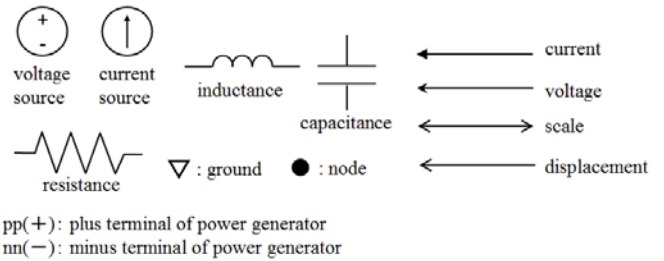 +
-
voltage
source
current
source
inductance
capacitance
current
voltage
scale
displacement
resistance
: ground
: node
pp(+): plus terminal of power generator
nn(−): minus terminal of power generator